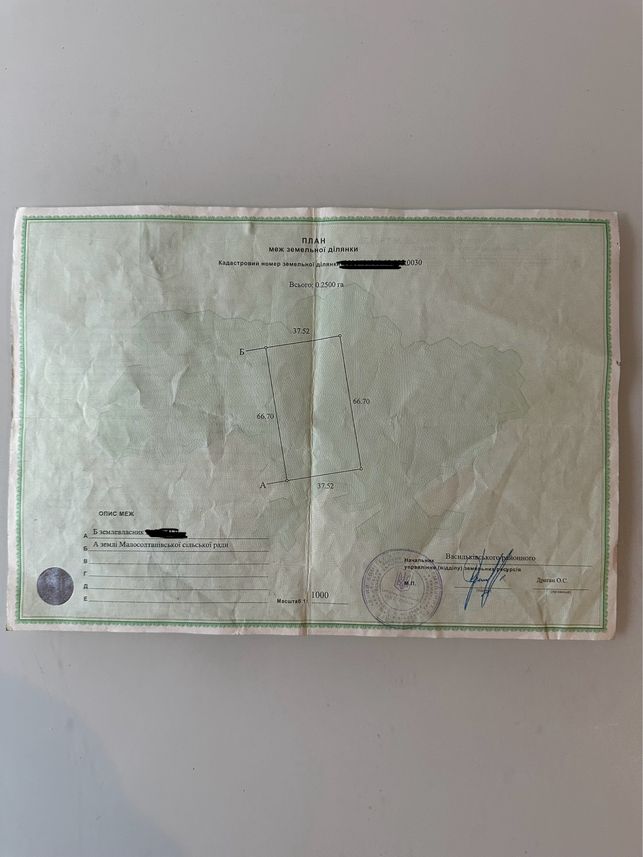 ПЛАН
меж земельної ділянки
Кадастровий номер земельної ділянки 0030
Всього: 0.2500 га
37.52
Б
66.70
66.70
А
37.52
ОПИС МЕЖ
А Б землевласник
Б А землі Малосолтанівської сільської ради
В
Г
Д
Е
Масштаб 1: 1000
Начальник Васильківського районного
управління (відділу) земельних ресурсів
М.П.
Драган О.С.